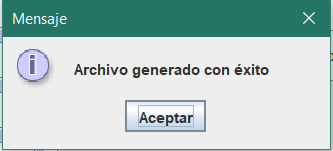 Mensaje
Archivo generado con éxito
Aceptar